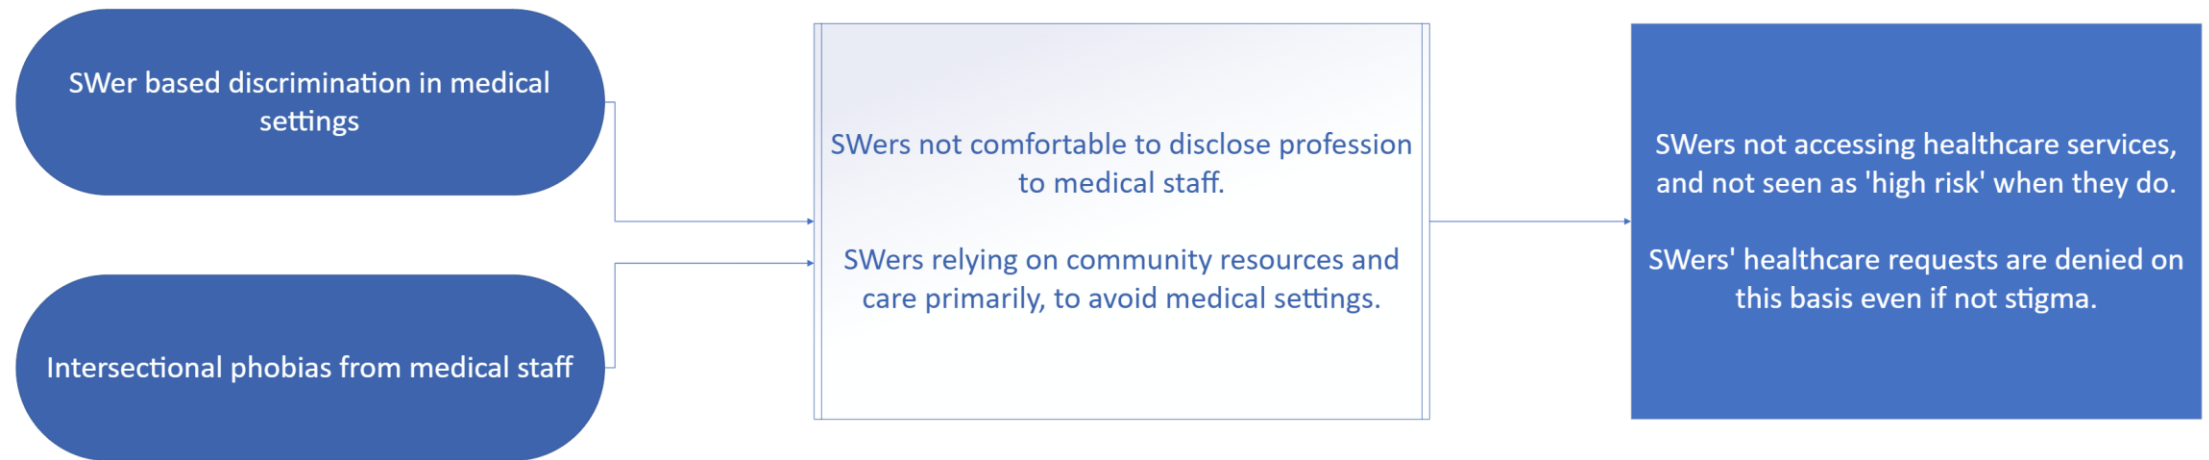 SWer based discrimination in medical
settings
Intersectional phobias from medical staff
SWers not comfortable to disclose profession
to medical staff.
SWers relying on community resources and
care primarily, to avoid medical settings.
SWers not accessing healthcare services,
and not seen as 'high risk' when they do.
SWers' healthcare requests are denied on
this basis even if not stigma.